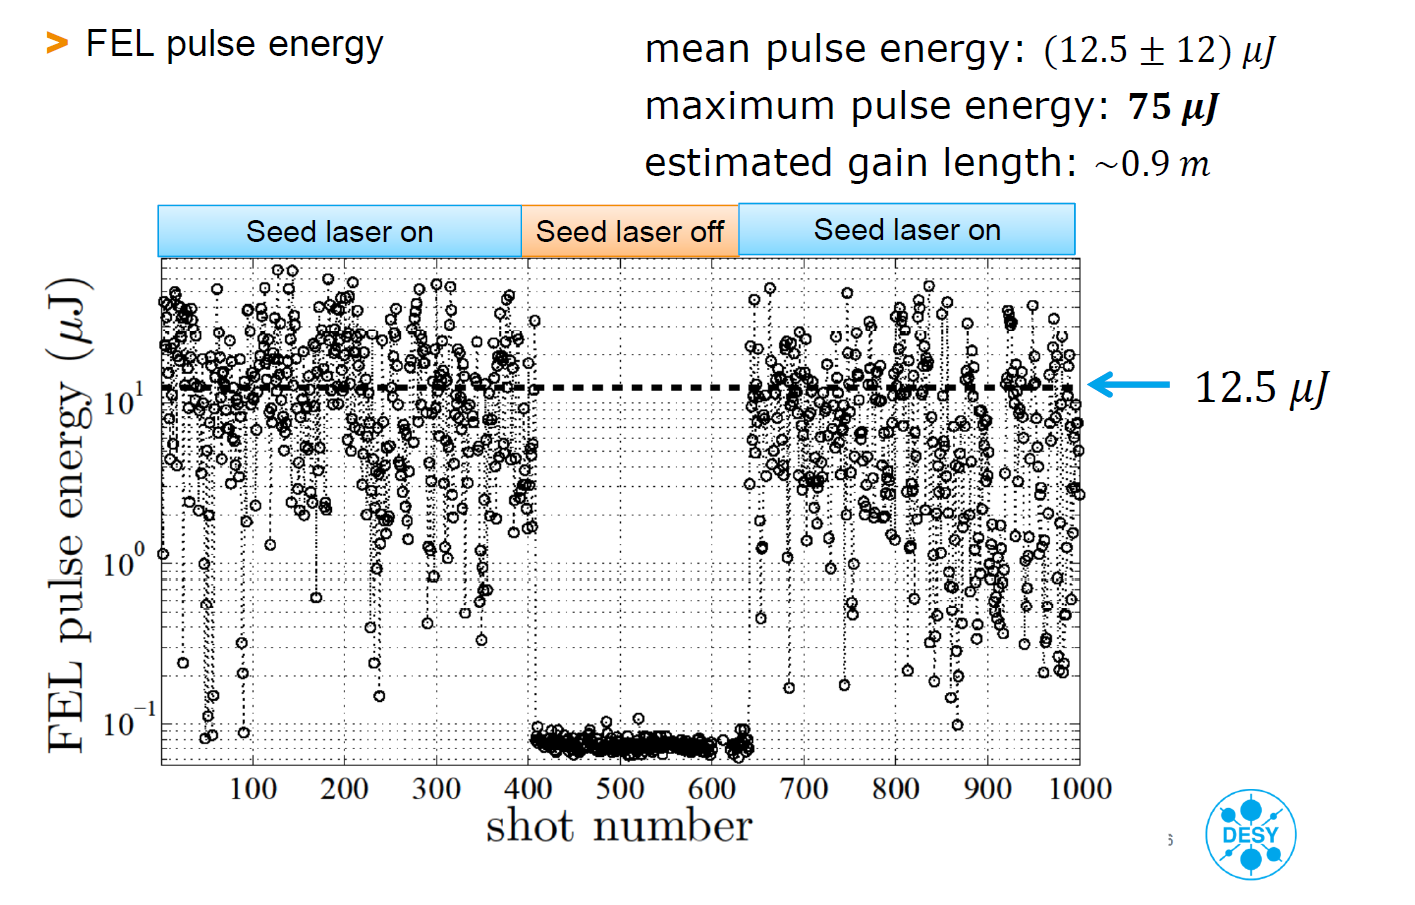 > FEL pulse energy
mean pulse energy: (12.5 ± 12) μJ
maximum pulse energy: 75 μJ
estimated gain length: ~0.9 m
Seed laser on
Seed laser off
Seed laser on
FEL pulse energy (μJ)
10¹
10⁰
10⁻¹
12.5 μJ
100 200 300 400 500 600 700 800 900 1000
shot number
6
DESY